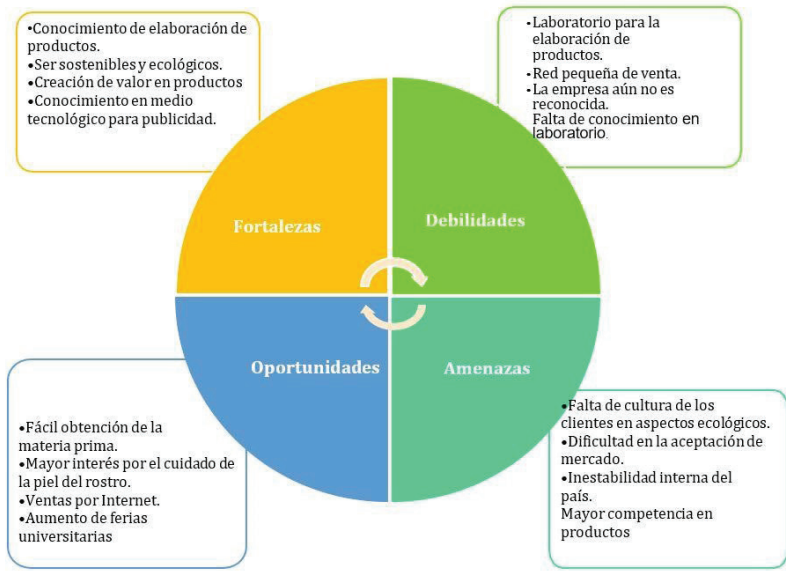 •Conocimiento de elaboración de
productos.
•Ser sostenibles y ecológicos.
•Creación de valor en productos
•Conocimiento en medio
tecnológico para publicidad.
•Laboratorio para la
elaboración de
productos.
•Red pequeña de venta.
•La empresa aún no es
reconocida.
Falta de conocimiento en
laboratorio.
Fortalezas
Debilidades
Oportunidades
Amenazas
•Fácil obtención de la
materia prima.
•Mayor interés por el cuidado de
la piel del rostro.
•Ventas por Internet.
•Aumento de ferias
universitarias
•Falta de cultura de los
clientes en aspectos ecológicos.
•Dificultad en la aceptación de
mercado.
•Inestabilidad interna del
país.
Mayor competencia en
productos